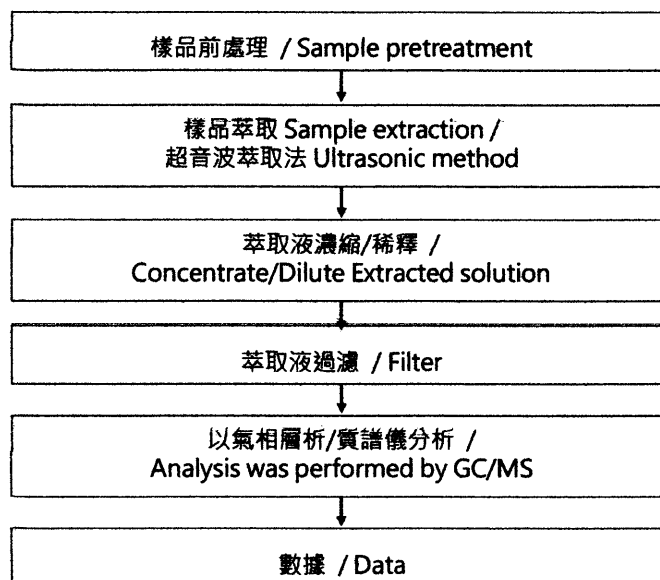 樣品前處理 / Sample pretreatment
樣品萃取 Sample extraction /
超音波萃取法 Ultrasonic method
萃取液濃縮/稀釋 /
Concentrate/Dilute Extracted solution
萃取液過濾 / Filter
以氣相層析/質譜儀分析 /
Analysis was performed by GC/MS
數據 / Data